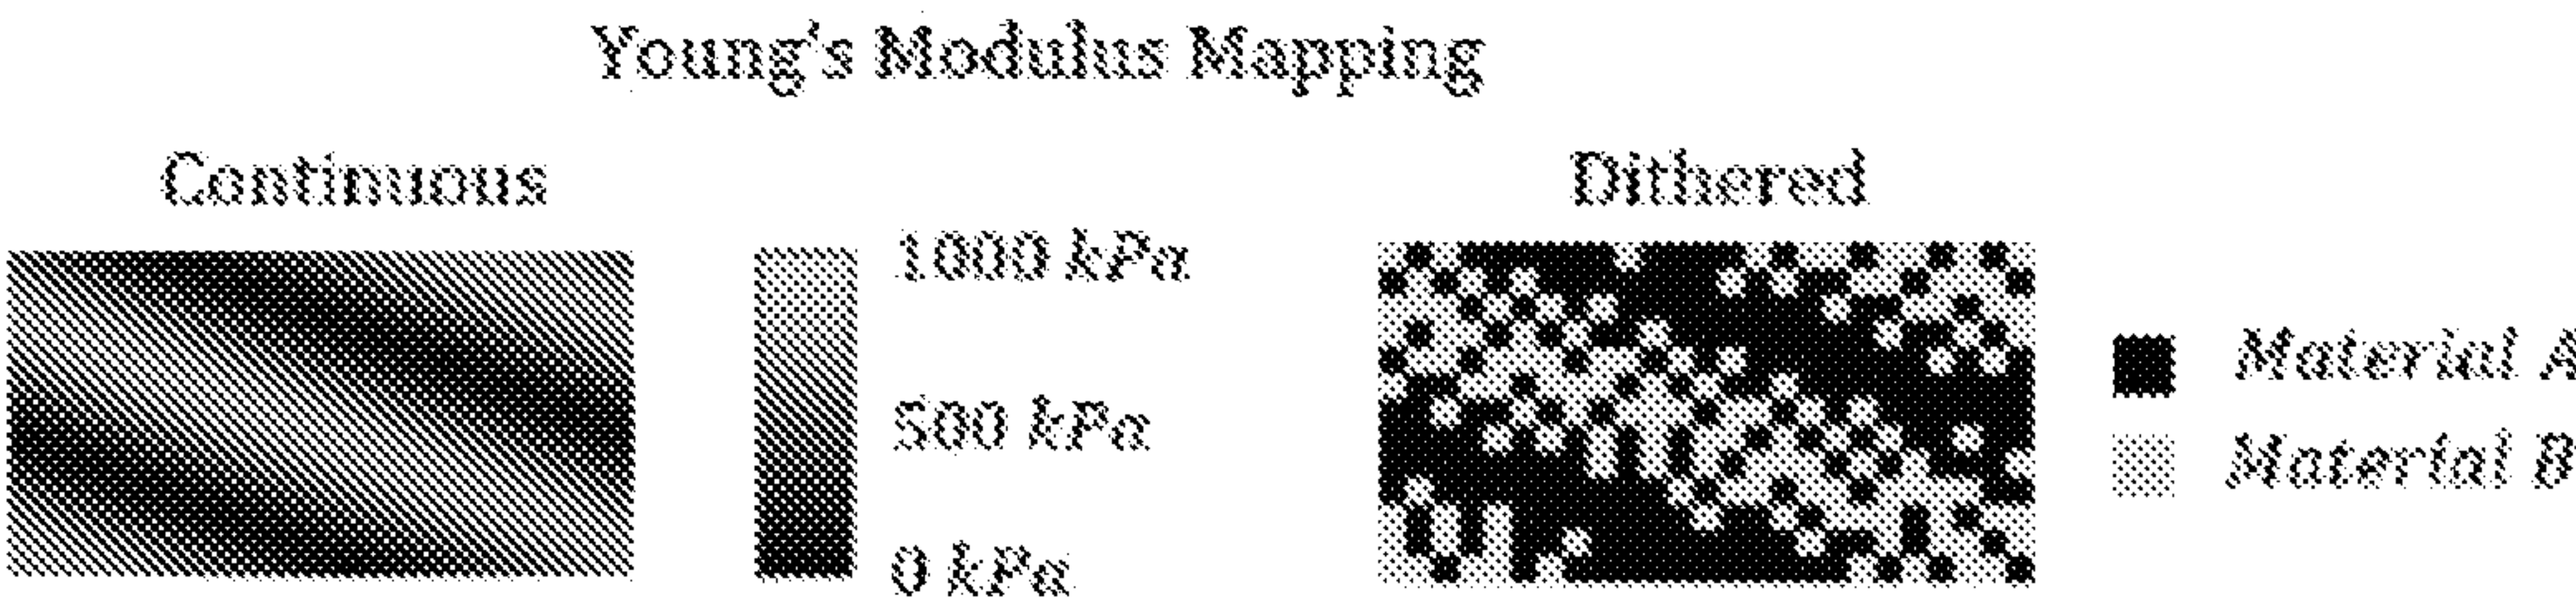 Young's Modulus Mapping
Continuous
Dithered
1000 kPa
500 kPa
0 kPa
Material A
Material B